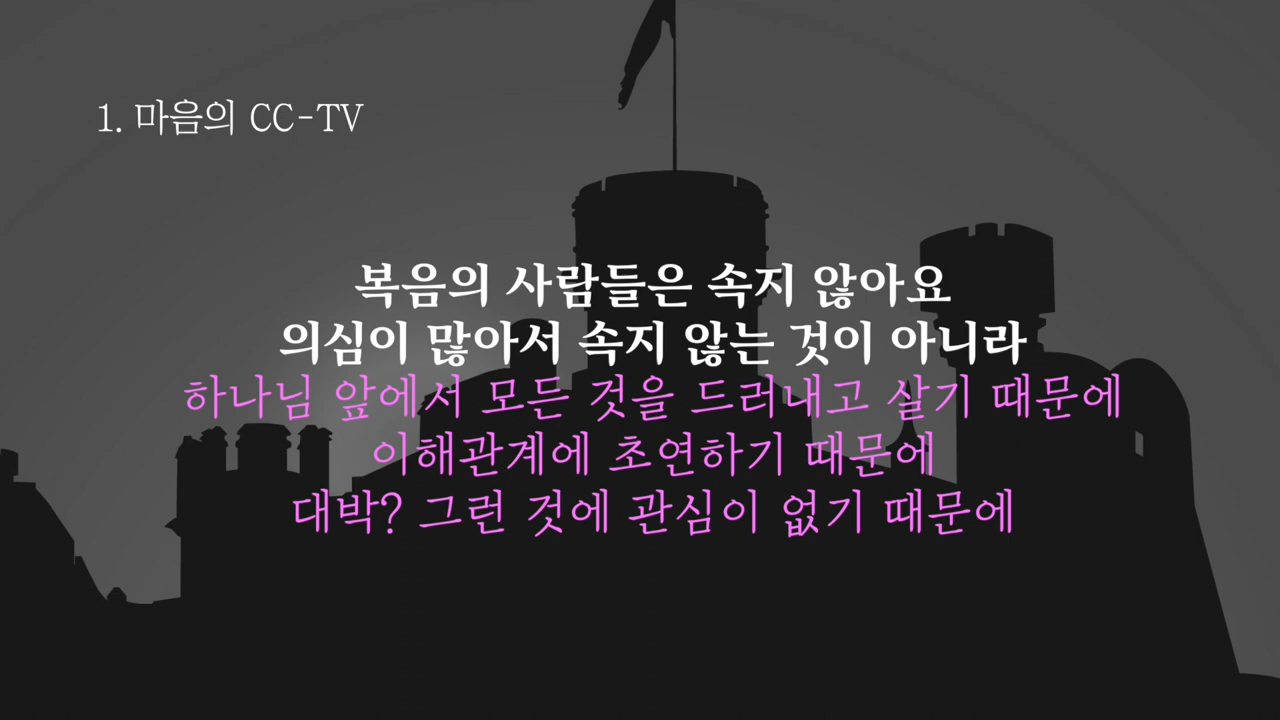 1. 마음의 CC-TV
복음의 사람들은 속지 않아요
의심이 많아서 속지 않는 것이 아니라
하나님 앞에서 모든 것을 드러내고 살기 때문에
이해관계에 초연하기 때문에
대박? 그런 것에 관심이 없기 때문에